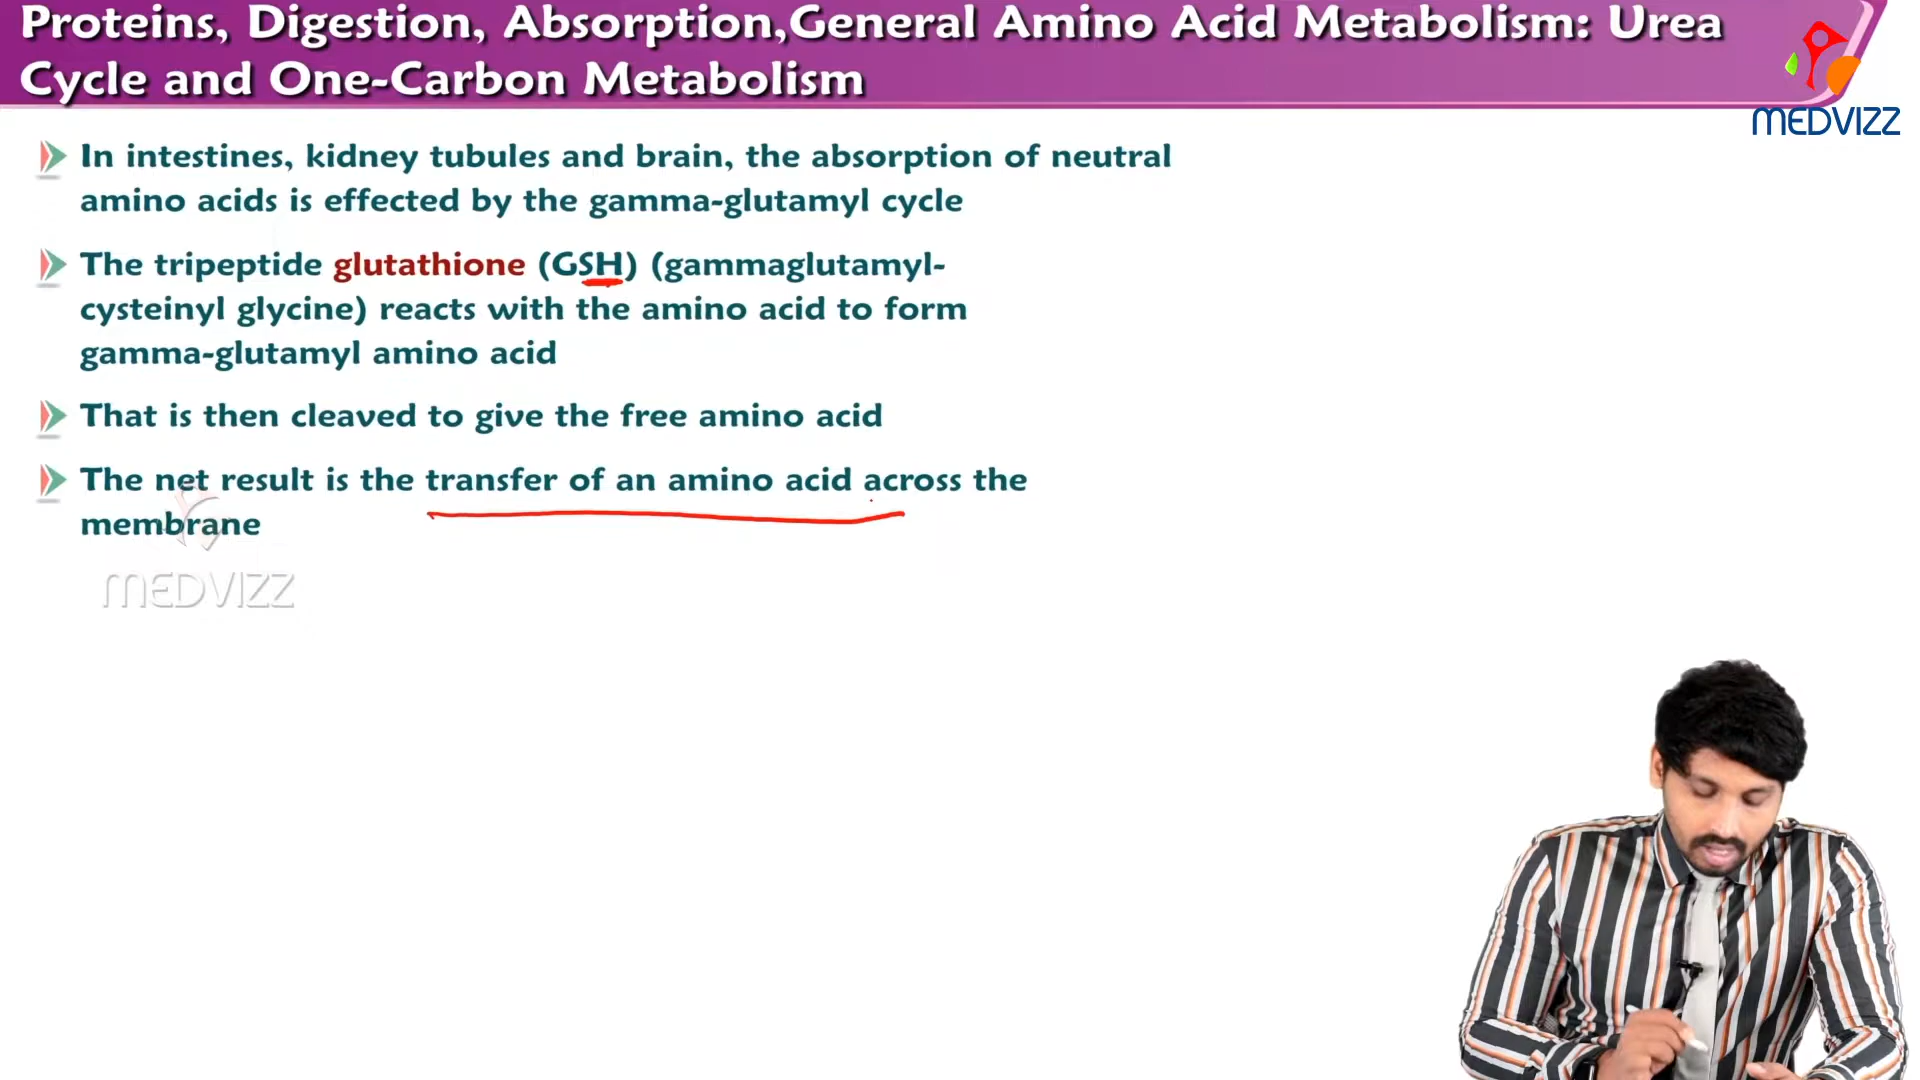 Proteins, Digestion, Absorption,General Amino Acid Metabolism: Urea
Cycle and One-Carbon Metabolism
MEDVIZZ
In intestines, kidney tubules and brain, the absorption of neutral
amino acids is effected by the gamma-glutamyl cycle
The tripeptide glutathione (GSH) (gammaglutamyl-
cysteinyl glycine) reacts with the amino acid to form
gamma-glutamyl amino acid
That is then cleaved to give the free amino acid
The net result is the transfer of an amino acid across the
membrane
MEDVIZZ